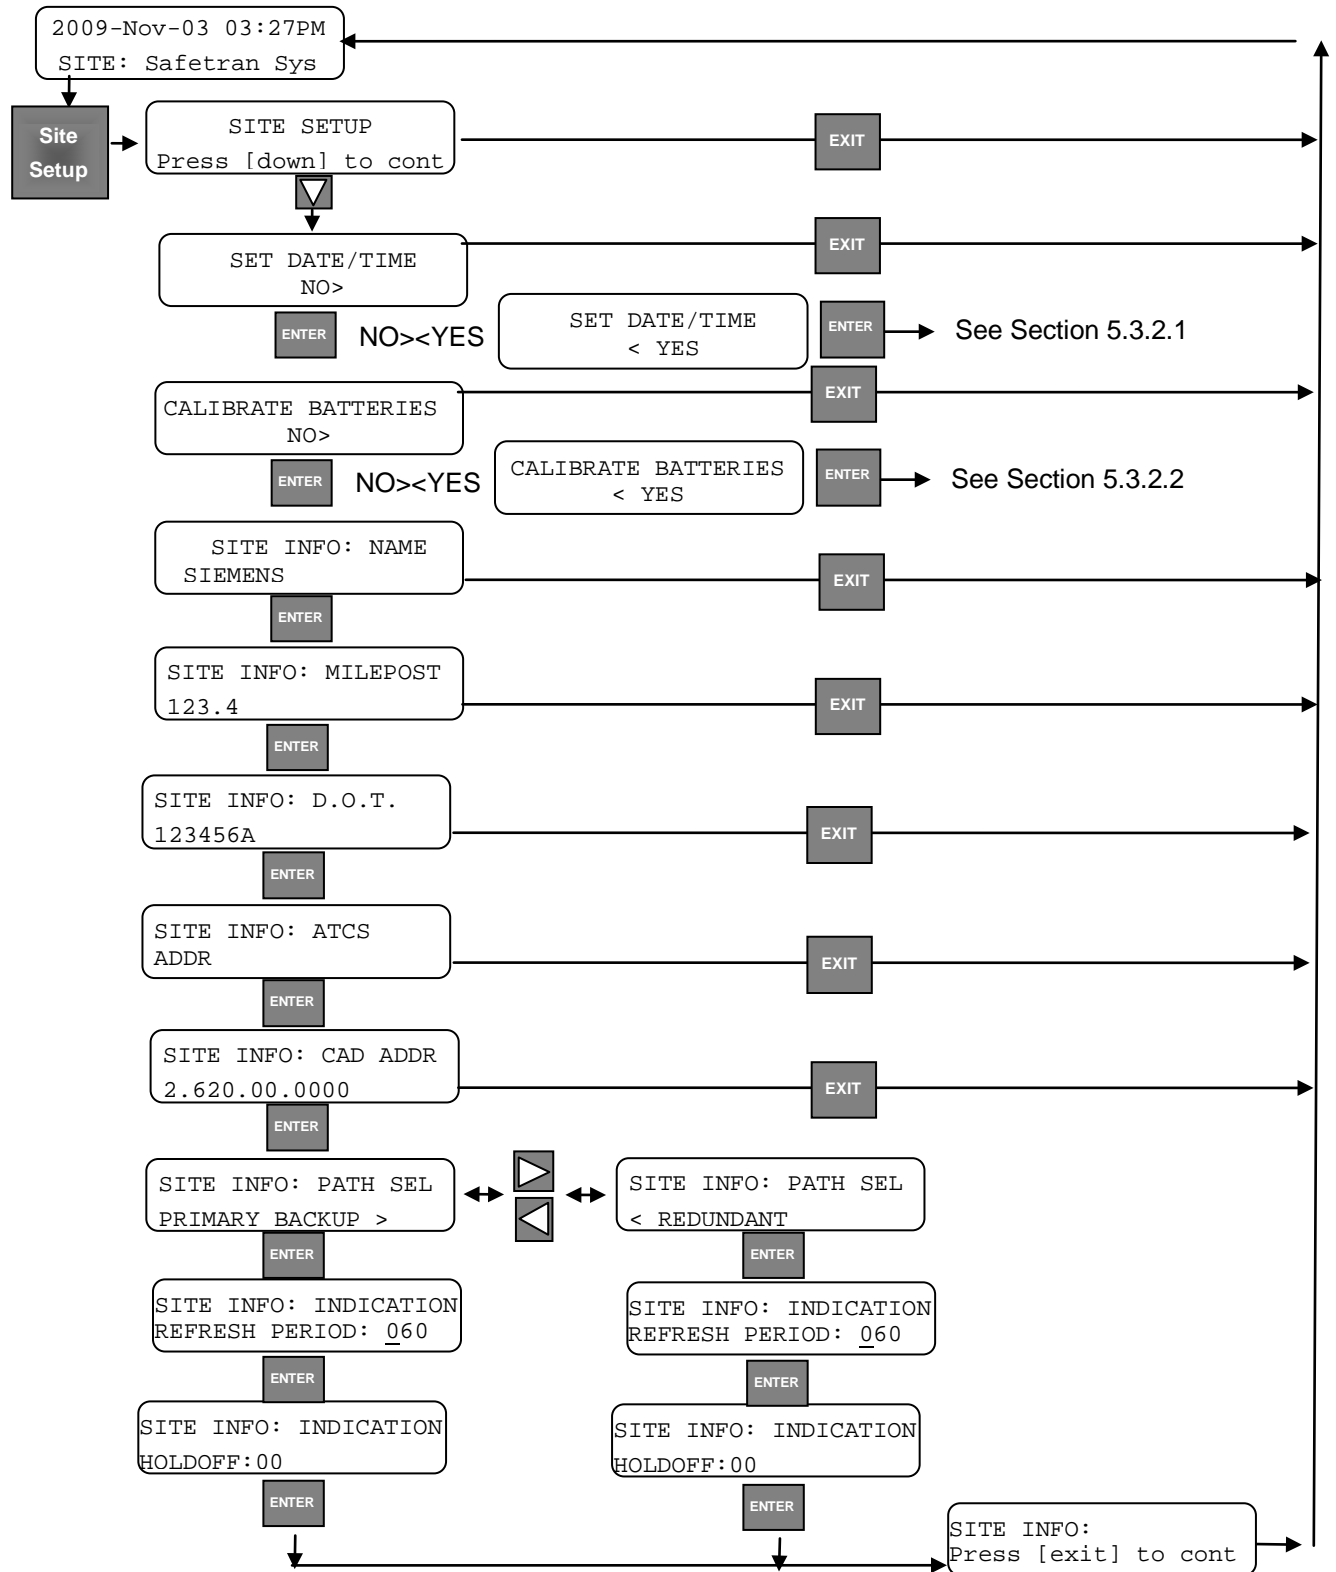 2009-Nov-03 03:27PM
SITE: Safetran Sys
Site
Setup
SITE SETUP
Press [down] to cont
EXIT
SET DATE/TIME
NO>
EXIT
ENTER
NO><YES
SET DATE/TIME
< YES
ENTER
See Section 5.3.2.1
CALIBRATE BATTERIES
NO>
EXIT
ENTER
NO><YES
CALIBRATE BATTERIES
< YES
ENTER
See Section 5.3.2.2
SITE INFO: NAME
SIEMENS
EXIT
ENTER
SITE INFO: MILEPOST
123.4
EXIT
ENTER
SITE INFO: D.O.T.
123456A
EXIT
ENTER
SITE INFO: ATCS
ADDR
EXIT
ENTER
SITE INFO: CAD ADDR
2.620.00.0000
EXIT
ENTER
SITE INFO: PATH SEL
PRIMARY BACKUP >
SITE INFO: PATH SEL
< REDUNDANT
ENTER
ENTER
SITE INFO: INDICATION
REFRESH PERIOD: 060
SITE INFO: INDICATION
REFRESH PERIOD: 060
ENTER
ENTER
SITE INFO: INDICATION
HOLDOFF:00
SITE INFO: INDICATION
HOLDOFF:00
ENTER
ENTER
SITE INFO:
Press [exit] to cont